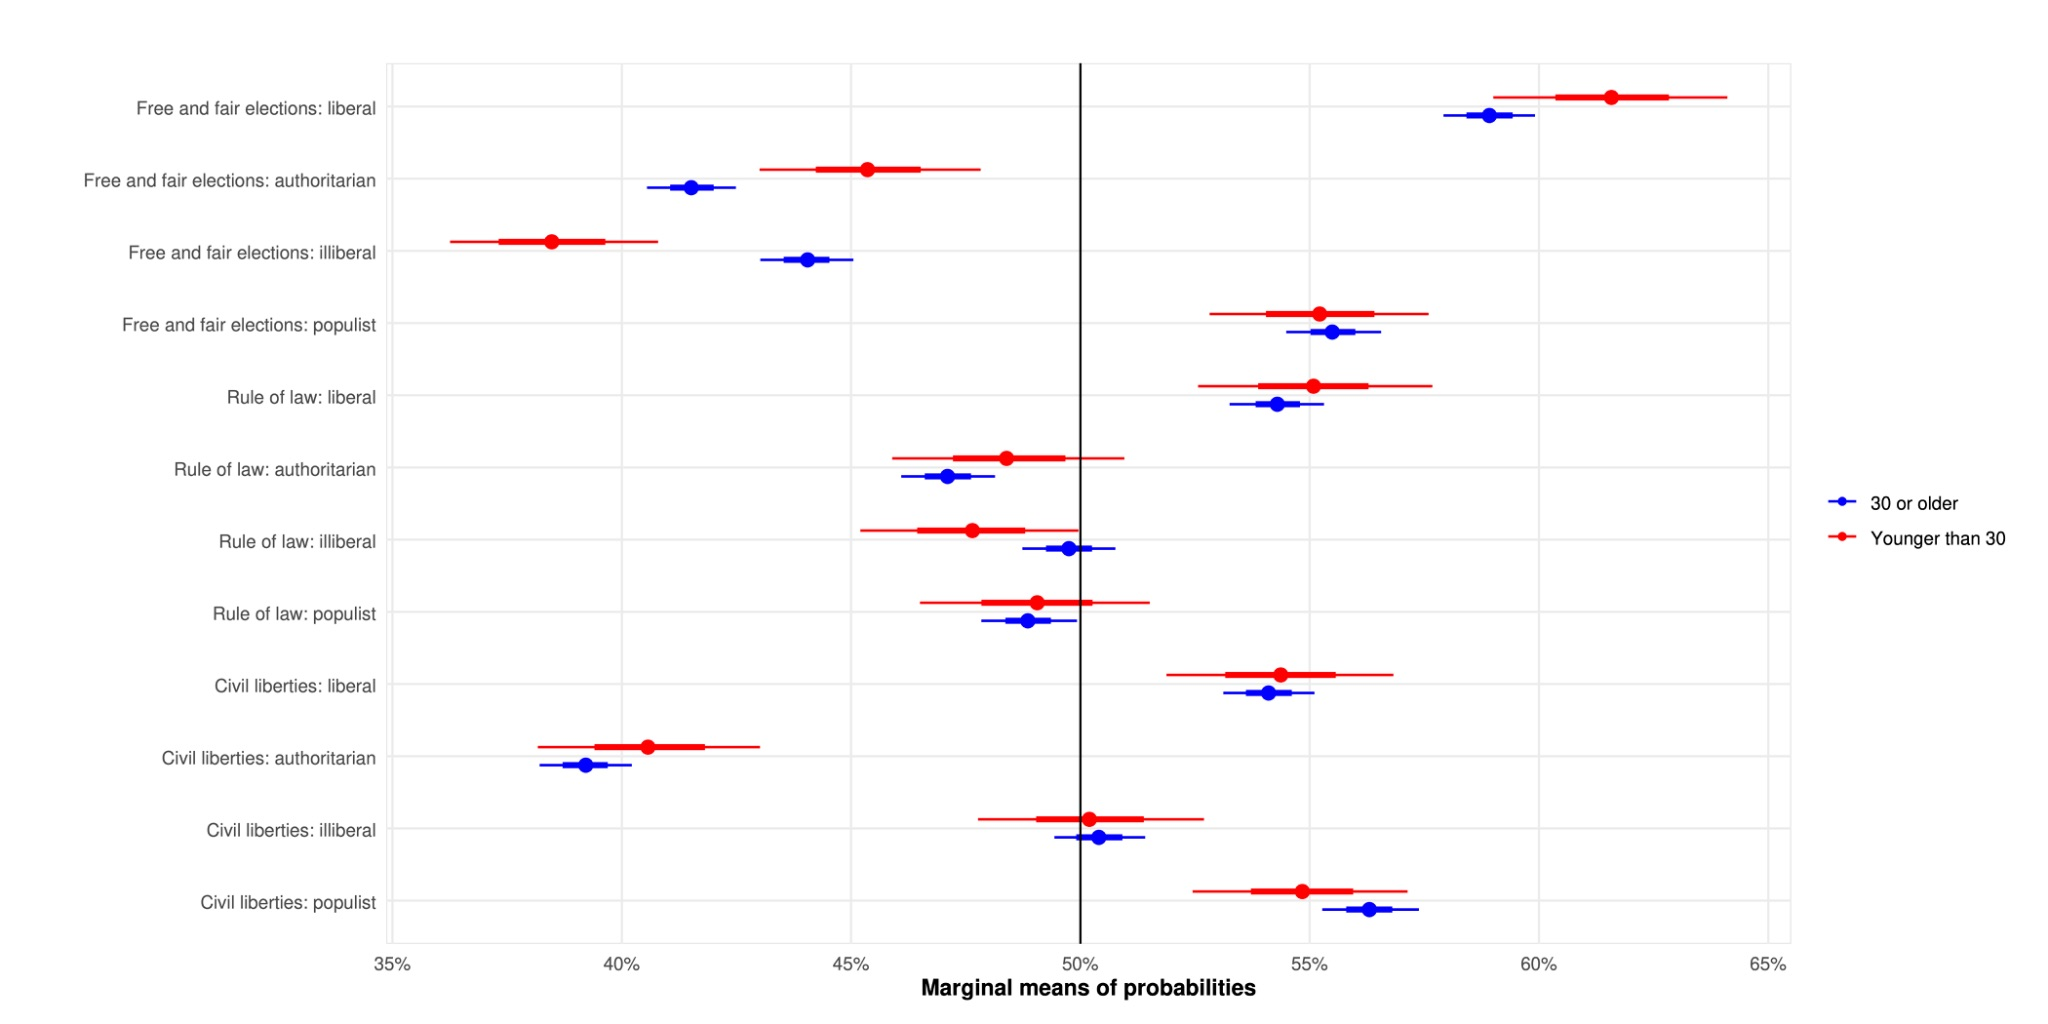 Free and fair elections: liberal
Free and fair elections: authoritarian
Free and fair elections: illiberal
Free and fair elections: populist
Rule of law: liberal
Rule of law: authoritarian
Rule of law: illiberal
Rule of law: populist
Civil liberties: liberal
Civil liberties: authoritarian
Civil liberties: illiberal
Civil liberties: populist
35% 40% 45% 50% 55% 60% 65%
Marginal means of probabilities
30 or older
Younger than 30